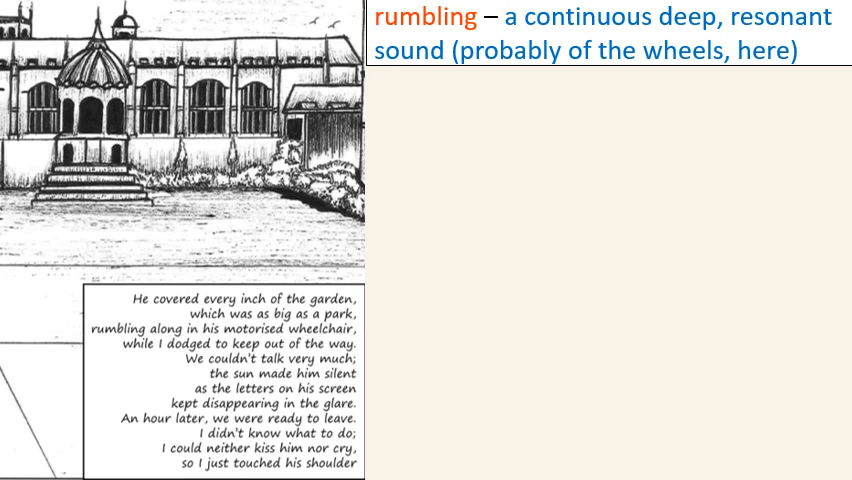 rumbling – a continuous deep, resonant
sound (probably of the wheels, here)
He covered every inch of the garden,
which was as big as a park,
rumbling along in his motorised wheelchair,
while I dodged to keep out of the way.
We couldn't talk very much;
the sun made him silent
as the letters on his screen
kept disappearing in the glare.
An hour later, we were ready to leave.
I didn't know what to do;
I could neither kiss him nor cry,
so I just touched his shoulder